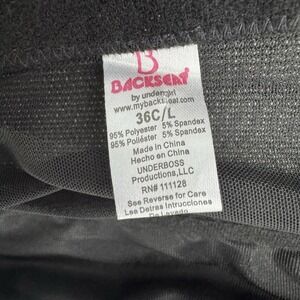 B
BACKSEAT
by undergirl
www.mybackseat.com
36C/L
95% Polyester 5% Spandex
95% Poliéster 5% Spandex
Made in China
Hecho en China
UNDERBOSS
Productions,LLC
RN# 111128
See Reverse for Care
Lea Detras Intrucciones
De Lavado